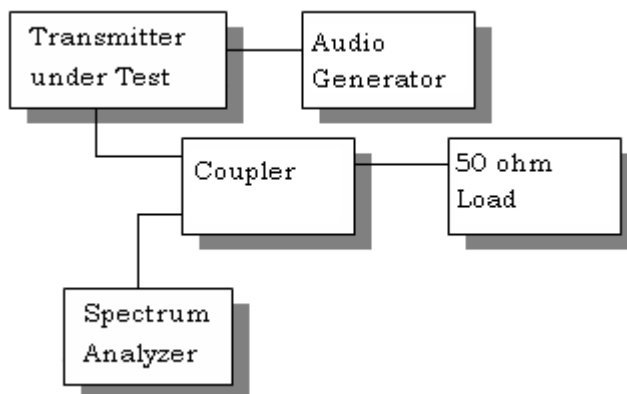 Transmitter
under Test
Audio
Generator
Coupler
50 ohm
Load
Spectrum
Analyzer